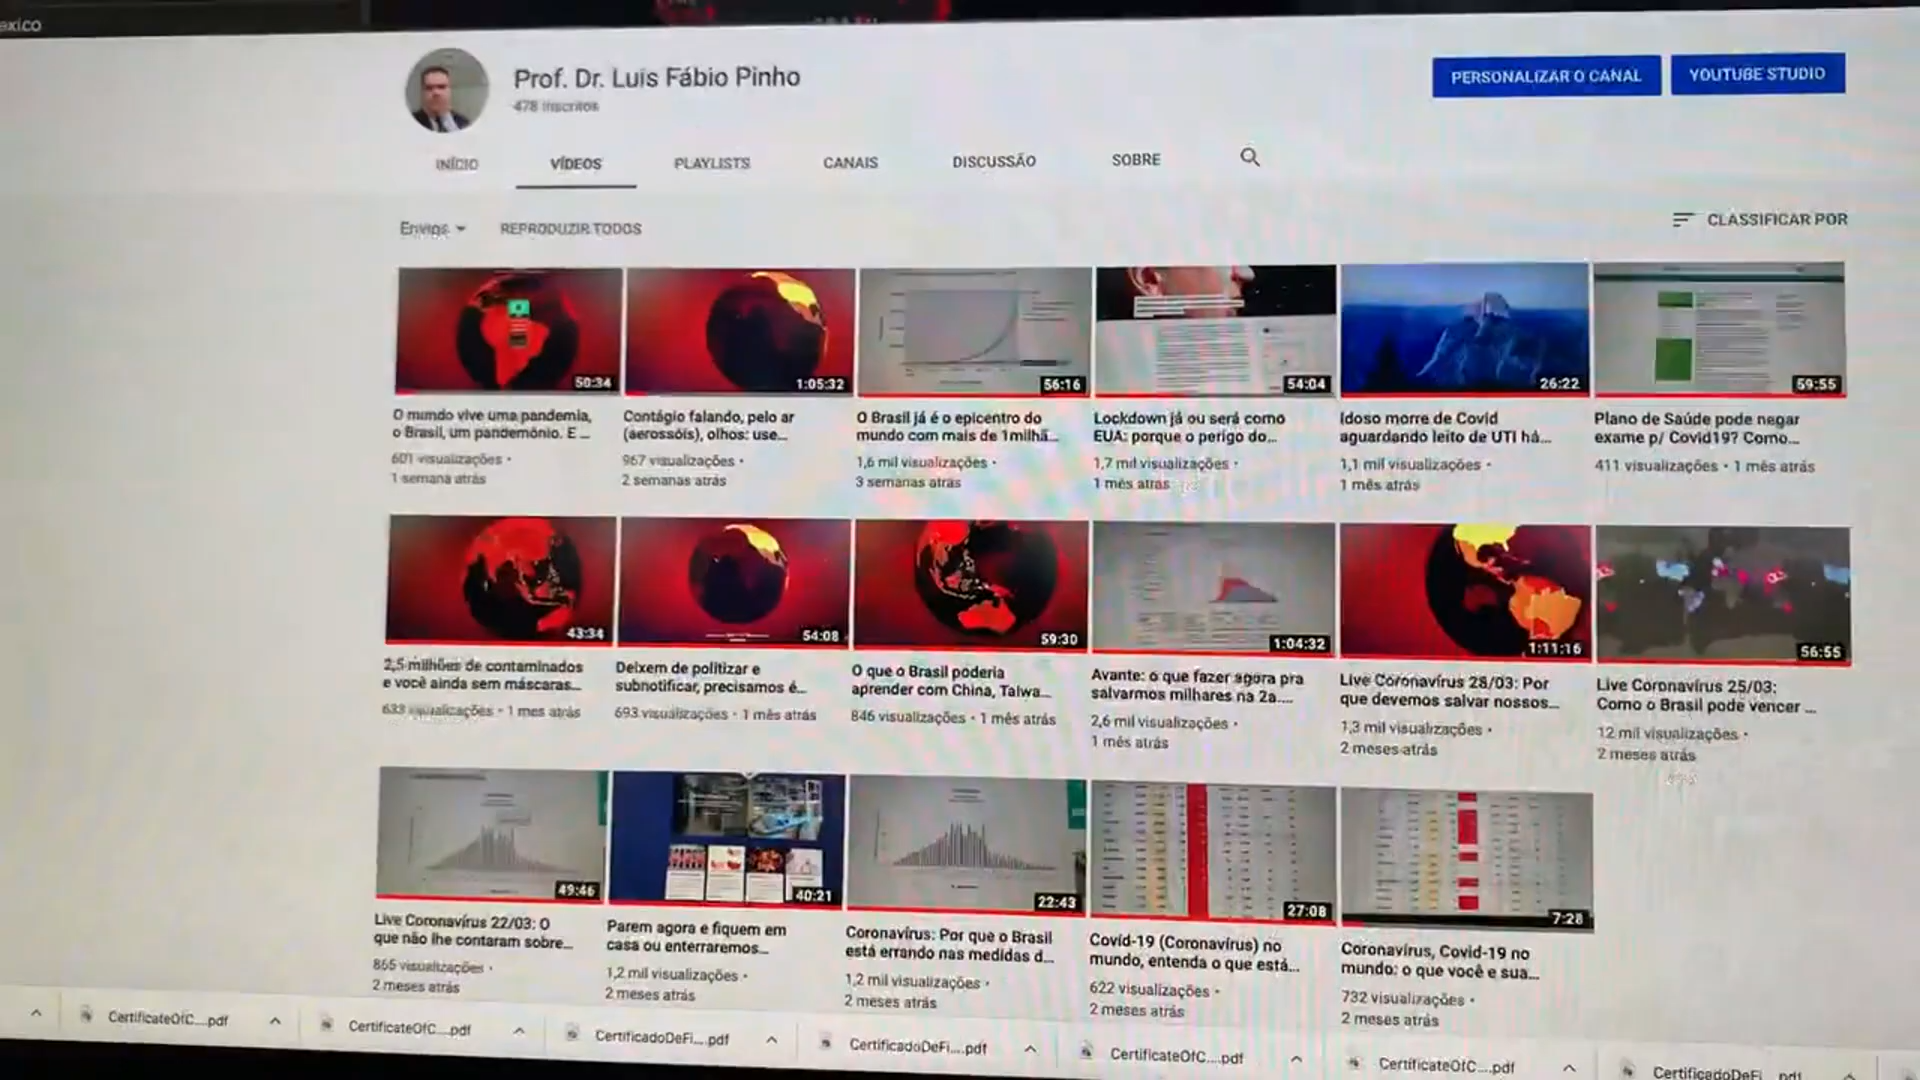 exico
Prof. Dr. Luis Fábio Pinho
478 inscritos
PERSONALIZAR O CANAL
YOUTUBE STUDIO
INÍCIO
VÍDEOS
PLAYLISTS
CANAIS
DISCUSSÃO
SOBRE
Envios
REPRODUZIR TODOS
CLASSIFICAR POR
50:34
1:05:32
56:16
54:04
26:22
59:55
O mundo vive uma pandemia,
o Brasil, um pandemônio. E ...
601 visualizações •
1 semana atrás
Contágio falando, pelo ar
(aerossóis), olhos: use...
967 visualizações •
2 semanas atrás
O Brasil já é o epicentro do
mundo com mais de 1milhã...
1,6 mil visualizações •
3 semanas atrás
Lockdown já ou será como
EUA: porque o perigo do...
1,7 mil visualizações •
1 mês atrás
Idoso morre de Covid
aguardando leito de UTI há...
1,1 mil visualizações •
1 mês atrás
Plano de Saúde pode negar
exame p/ Covid19? Como...
411 visualizações • 1 mês atrás
43:34
54:08
59:30
1:04:32
1:11:16
56:55
2,5 milhões de contaminados
e você ainda sem máscaras...
633 visualizações • 1 mês atrás
Deixem de politizar e
subnotificar, precisamos é...
693 visualizações • 1 mês atrás
O que o Brasil poderia
aprender com China, Taiwa...
846 visualizações • 1 mês atrás
Avante: o que fazer agora pra
salvarmos milhares na 2a....
2,6 mil visualizações •
1 mês atrás
Live Coronavírus 28/03: Por
que devemos salvar nossos...
1,3 mil visualizações •
2 meses atrás
Live Coronavírus 25/03:
Como o Brasil pode vencer ...
12 mil visualizações •
2 meses atrás
49:46
40:21
22:43
27:08
7:28
Live Coronavírus 22/03: O
que não lhe contaram sobre...
865 visualizações •
2 meses atrás
Parem agora e fiquem em
casa ou enterraremos...
1,2 mil visualizações •
2 meses atrás
Coronavírus: Por que o Brasil
está errando nas medidas d...
1,2 mil visualizações •
2 meses atrás
Covid-19 (Coronavírus) no
mundo, entenda o que está...
622 visualizações •
2 meses atrás
Coronavírus, Covid-19 no
mundo: o que você e sua...
732 visualizações •
2 meses atrás
CertificateOfC....pdf
CertificateOfC....pdf
CertificadoDeFi....pdf
CertificadoDeFi....pdf
CertificateOfC....pdf
CertificateOfC....pdf
CertificadoDeFi....pdf